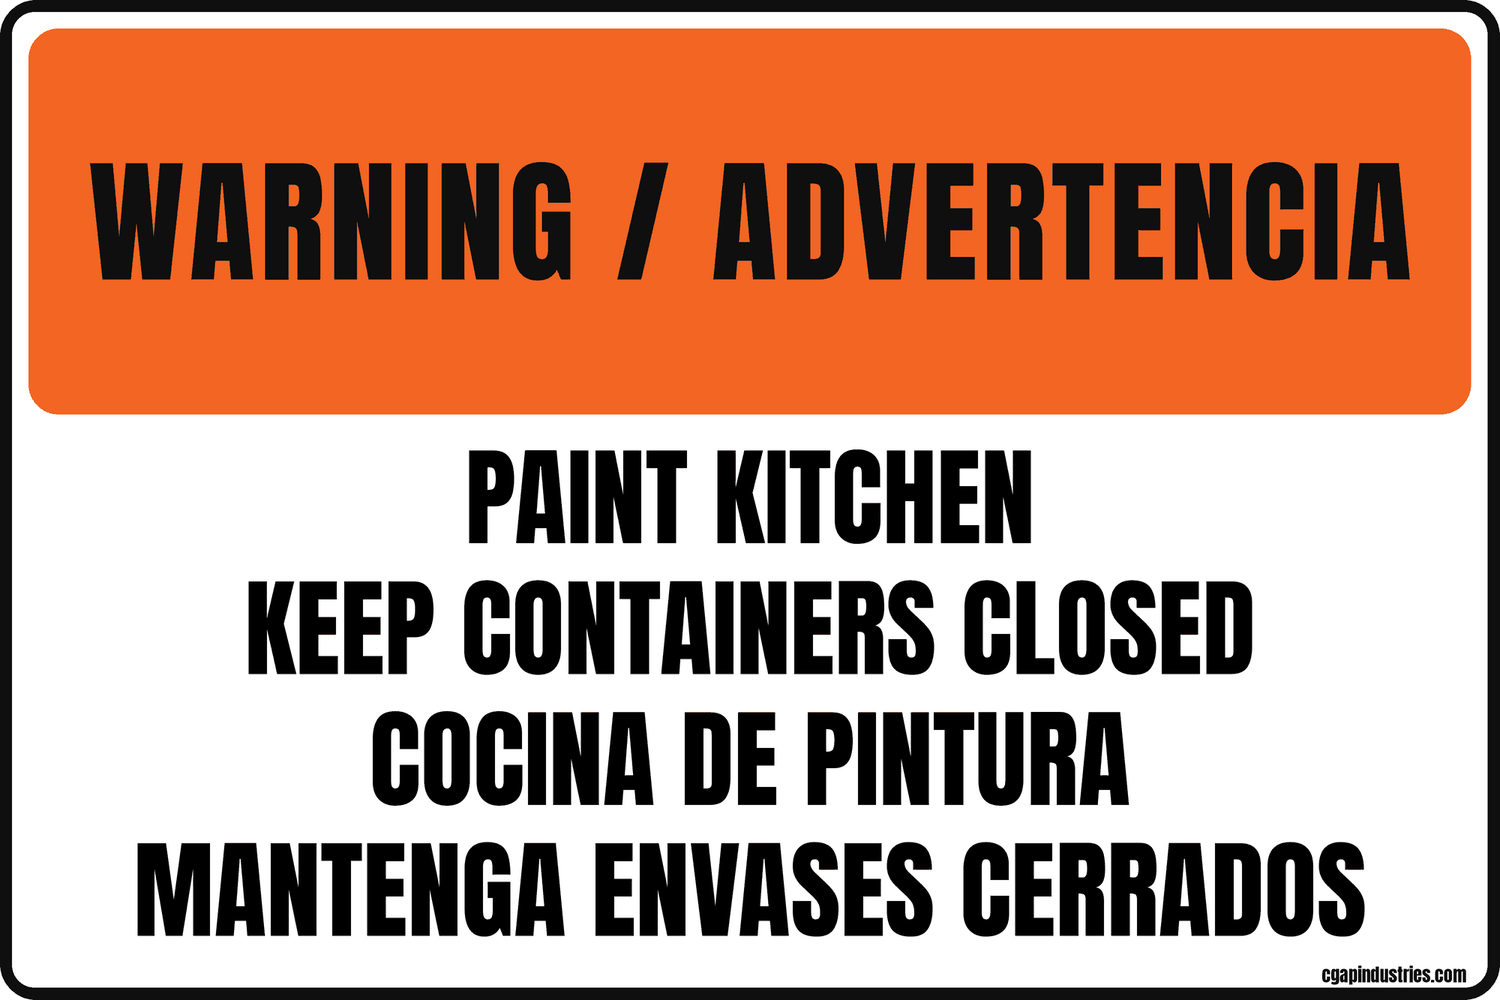 WARNING / ADVERTENCIA
PAINT KITCHEN
KEEP CONTAINERS CLOSED
COCINA DE PINTURA
MANTENGA ENVASES CERRADOS
cgapindustries.com